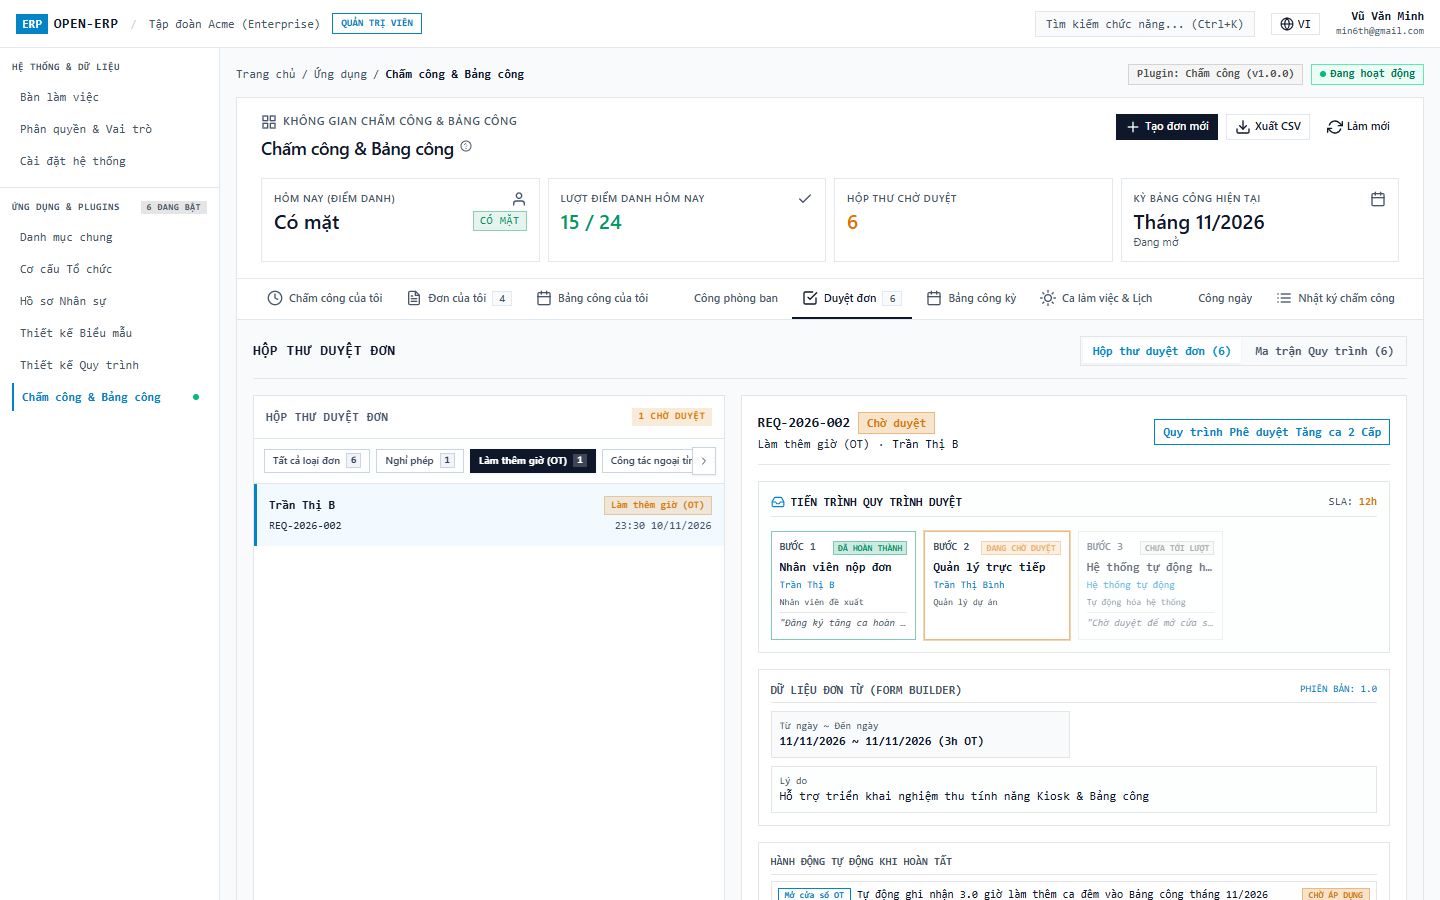 ERP OPEN-ERP / Tập đoàn Acme (Enterprise) QUẢN TRỊ VIÊN
Tìm kiếm chức năng... (Ctrl+K)
VI
Vũ Văn Minh
min6th@gmail.com
HỆ THỐNG & DỮ LIỆU
Bàn làm việc
Phân quyền & Vai trò
Cài đặt hệ thống
ỨNG DỤNG & PLUGINS 6 ĐANG BẬT
Danh mục chung
Cơ cấu Tổ chức
Hồ sơ Nhân sự
Thiết kế Biểu mẫu
Thiết kế Quy trình
Chấm công & Bảng công
Trang chủ / Ứng dụng / Chấm công & Bảng công
Plugin: Chấm công (v1.0.0) Đang hoạt động
KHÔNG GIAN CHẤM CÔNG & BẢNG CÔNG
Chấm công & Bảng công
Tạo đơn mới Xuất CSV Làm mới
HÔM NAY (ĐIỂM DANH)
Có mặt CÓ MẶT
LƯỢT ĐIỂM DANH HÔM NAY
15 / 24
HỘP THƯ CHỜ DUYỆT
6
KỲ BẢNG CÔNG HIỆN TẠI
Tháng 11/2026
Đang mở
Chấm công của tôi Đơn của tôi 4 Bảng công của tôi Công phòng ban Duyệt đơn 6 Bảng công kỳ Ca làm việc & Lịch Công ngày Nhật ký chấm công
HỘP THƯ DUYỆT ĐƠN
Hộp thư duyệt đơn (6) Ma trận Quy trình (6)
HỘP THƯ DUYỆT ĐƠN 1 CHỜ DUYỆT
Tất cả loại đơn 6 Nghỉ phép 1 Làm thêm giờ (OT) 1 Công tác ngoại tỉn
Trần Thị B Làm thêm giờ (OT)
REQ-2026-002 23:30 10/11/2026
REQ-2026-002 Chờ duyệt
Làm thêm giờ (OT) · Trần Thị B
Quy trình Phê duyệt Tăng ca 2 Cấp
TIẾN TRÌNH QUY TRÌNH DUYỆT SLA: 12h
BƯỚC 1 ĐÃ HOÀN THÀNH
Nhân viên nộp đơn
Trần Thị B
Nhân viên đề xuất
"Đăng ký tăng ca hoàn …
BƯỚC 2 ĐANG CHỜ DUYỆT
Quản lý trực tiếp
Trần Thị Bình
Quản lý dự án
BƯỚC 3 CHƯA TỚI LƯỢT
Hệ thống tự động h…
Hệ thống tự động
Tự động hóa hệ thống
"Chờ duyệt để mở cửa s…
DỮ LIỆU ĐƠN TỪ (FORM BUILDER) PHIÊN BẢN: 1.0
Từ ngày ~ Đến ngày
11/11/2026 ~ 11/11/2026 (3h OT)
Lý do
Hỗ trợ triển khai nghiệm thu tính năng Kiosk & Bảng công
HÀNH ĐỘNG TỰ ĐỘNG KHI HOÀN TẤT
Mở cửa sổ OT Tự động ghi nhận 3.0 giờ làm thêm ca đêm vào Bảng công tháng 11/2026 CHỜ ÁP DỤNG